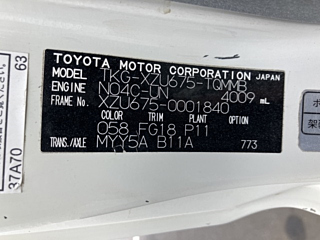 TOYOTA MOTOR CORPORATION JAPAN
MODEL TKG-XZU675-TQMMB
ENGINE N04C-UN 4009 mL
FRAME No. XZU675-0001840
COLOR TRIM PLANT OPTION
058 FG18 P11
TRANS./AXLE MYY5A B11A 773
63
37A70